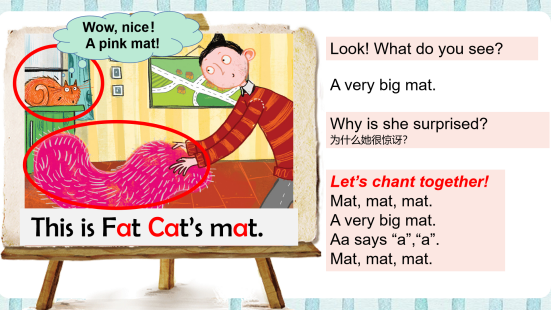 Wow, nice!
A pink mat!
This is Fat Cat's mat.
Look! What do you see?
A very big mat.
Why is she surprised?
为什么她很惊讶?
Let's chant together!
Mat, mat, mat.
A very big mat.
Aa says “a”,“a”.
Mat, mat, mat.